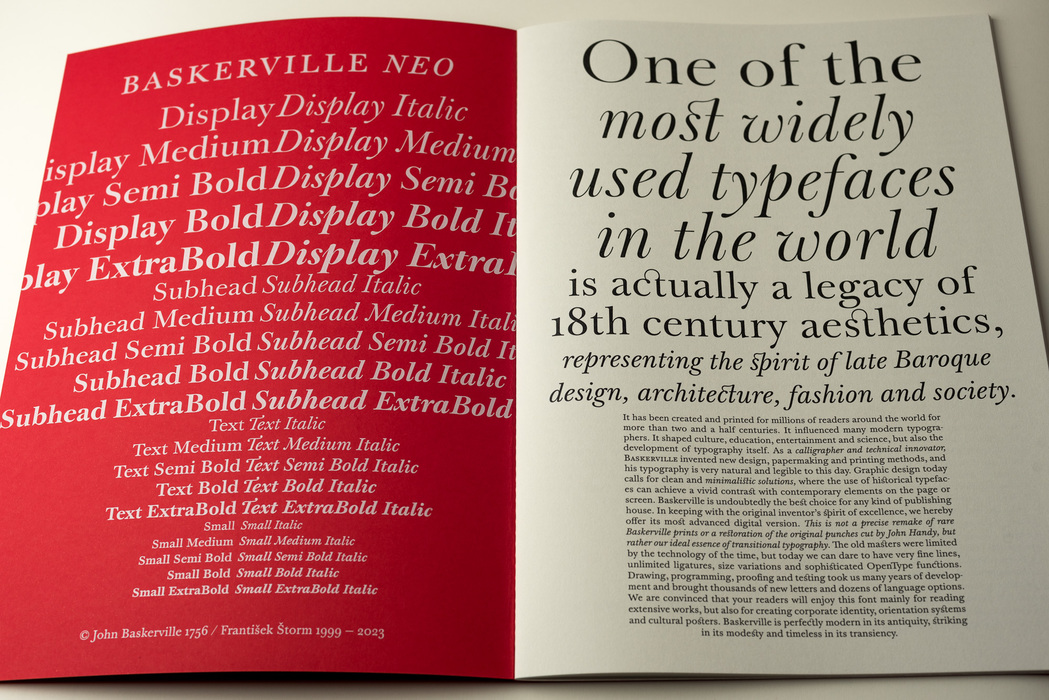 BASKERVILLE NEO
Display Display Italic
isplay Medium Display Medium
play Semi Bold Display Semi Bo
Display Bold Display Bold It
play ExtraBold Display Extral
Subhead Subhead Italic
Subhead Medium Subhead Medium Itali
Subhead Semi Bold Subhead Semi Bold It
Subhead Bold Subhead Bold Italic
Subhead ExtraBold Subhead ExtraBold
Text Text Italic
Text Medium Text Medium Italic
Text Semi Bold Text Semi Bold Italic
Text Bold Text Bold Italic
Text ExtraBold Text ExtraBold Italic
Small Small Italic
Small Medium Small Medium Italic
Small Semi Bold Small Semi Bold Italic
Small Bold Small Bold Italic
Small ExtraBold Small ExtraBold Italic
© John Baskerville 1756 / František Štorm 1999 – 2023
One of the
most widely
used typefaces
in the world
is actually a legacy of
18th century aesthetics,
representing the spirit of late Baroque
design, architecture, fashion and society.
It has been created and printed for millions of readers around the world for
more than two and a half centuries. It influenced many modern typogra-
phers. It shaped culture, education, entertainment and science, but also the
development of typography itself. As a calligrapher and technical innovator,
BASKERVILLE invented new design, papermaking and printing methods, and
his typography is very natural and legible to this day. Graphic design today
calls for clean and minimalistic solutions, where the use of historical typefac-
es can achieve a vivid contrast with contemporary elements on the page or
screen. Baskerville is undoubtedly the best choice for any kind of publishing
house. In keeping with the original inventor's spirit of excellence, we hereby
offer its most advanced digital version. This is not a precise remake of rare
Baskerville prints or a restoration of the original punches cut by John Handy, but
rather our ideal essence of transitional typography. The old masters were limited
by the technology of the time, but today we can dare to have very fine lines,
unlimited ligatures, size variations and sophisticated OpenType functions.
Drawing, programming, proofing and testing took us many years of develop-
ment and brought thousands of new letters and dozens of language options.
We are convinced that your readers will enjoy this font mainly for reading
extensive works, but also for creating corporate identity, orientation systems
and cultural posters. Baskerville is perfectly modern in its antiquity, striking
in its modesty and timeless in its transiency.